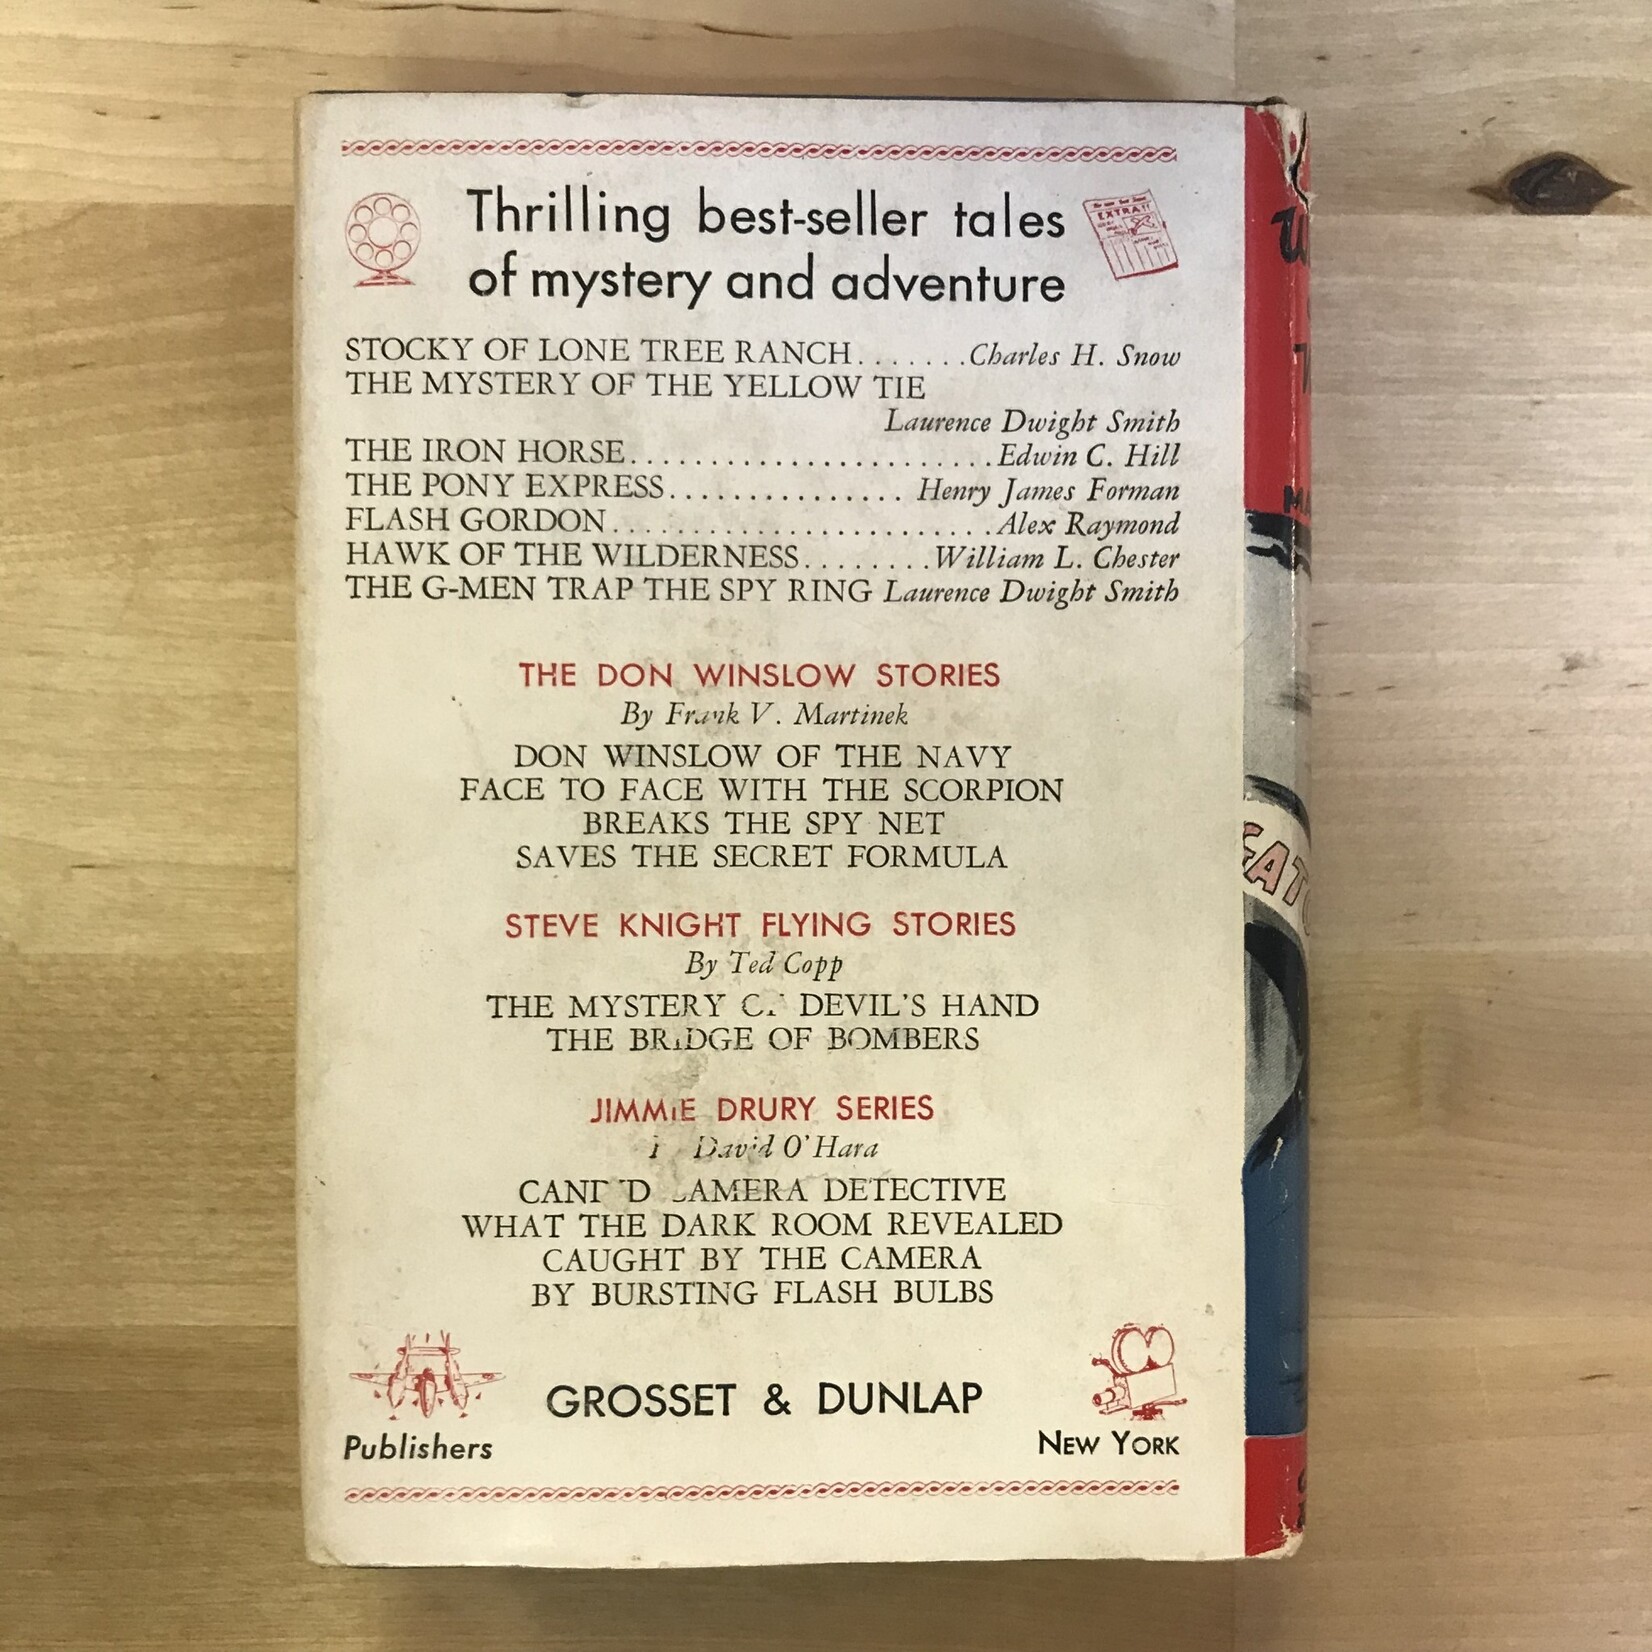 Thrilling best-seller tales
of mystery and adventure
EXTRA!!
STOCKY OF LONE TREE RANCH.......Charles H. Snow
THE MYSTERY OF THE YELLOW TIE
Laurence Dwight Smith
THE IRON HORSE.......................Edwin C. Hill
THE PONY EXPRESS...............Henry James Forman
FLASH GORDON........................Alex Raymond
HAWK OF THE WILDERNESS........William L. Chester
THE G-MEN TRAP THE SPY RING Laurence Dwight Smith
THE DON WINSLOW STORIES
By Frank V. Martinek
DON WINSLOW OF THE NAVY
FACE TO FACE WITH THE SCORPION
BREAKS THE SPY NET
SAVES THE SECRET FORMULA
STEVE KNIGHT FLYING STORIES
By Ted Copp
THE MYSTERY DEVIL'S HAND
THE BRIDGE OF BOMBERS
JIMMIE DRURY SERIES
David O'Hara
CANDID CAMERA DETECTIVE
WHAT THE DARK ROOM REVEALED
CAUGHT BY THE CAMERA
BY BURSTING FLASH BULBS
GROSSET & DUNLAP
Publishers
NEW YORK